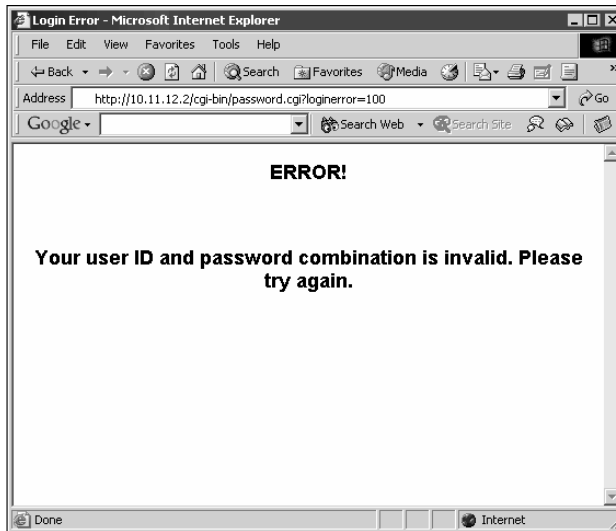 Login Error - Microsoft Internet Explorer
File Edit View Favorites Tools Help
Back Search Favorites Media »
Address http://10.11.12.2/cgi-bin/password.cgi?loginerror=100 Go
Google Search Web Search Site
ERROR!
Your user ID and password combination is invalid. Please
try again.
Done Internet